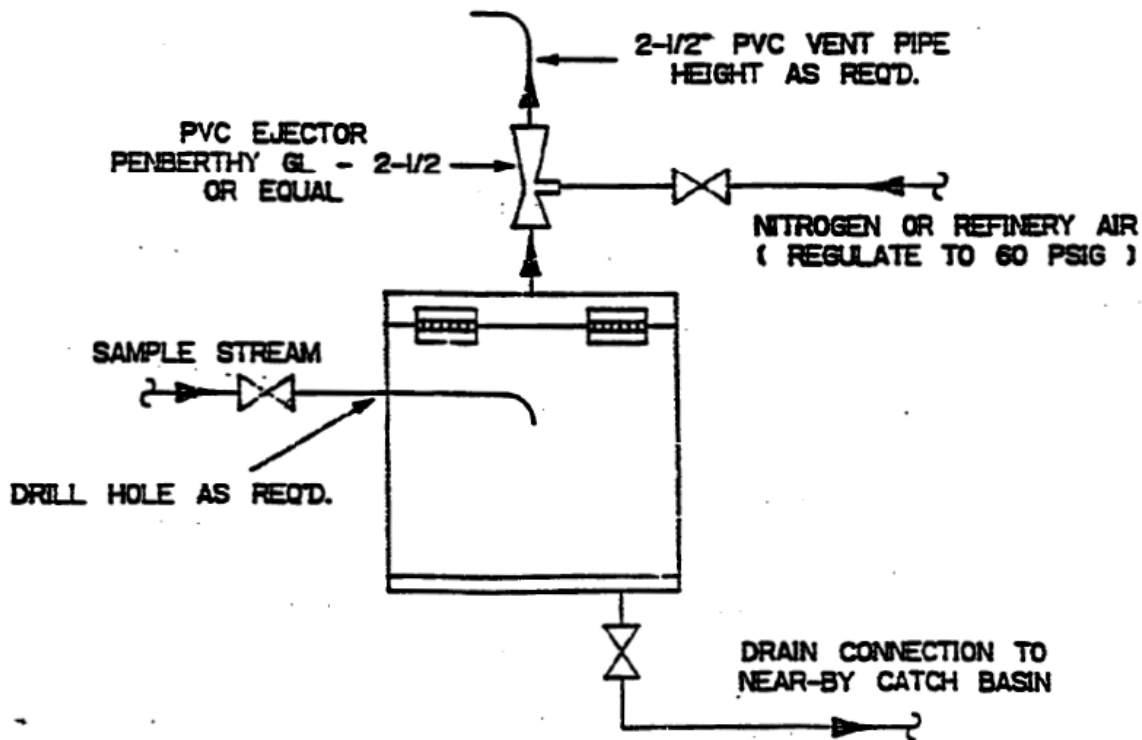 2-1/2" PVC VENT PIPE
HEIGHT AS REQ'D.
PVC EJECTOR
PENBERTHY GL - 2-1/2
OR EQUAL
NITROGEN OR REFINERY AIR
( REGULATE TO 60 PSIG )
SAMPLE STREAM
DRILL HOLE AS REQ'D.
DRAIN CONNECTION TO
NEAR-BY CATCH BASIN